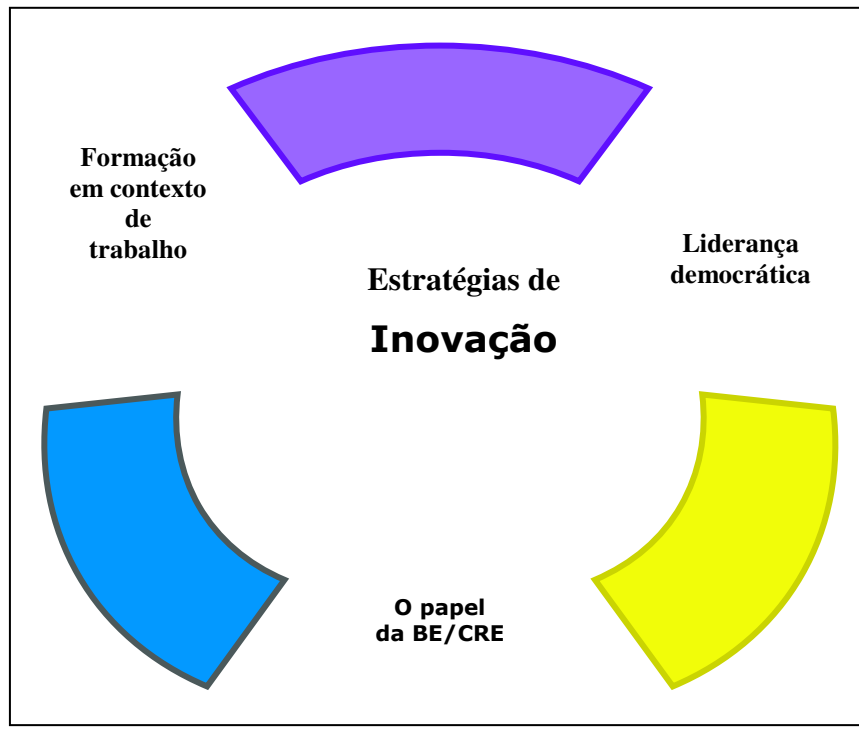 Formação
em contexto
de
trabalho
Liderança
democrática
Estratégias de
Inovação
O papel
da BE/CRE